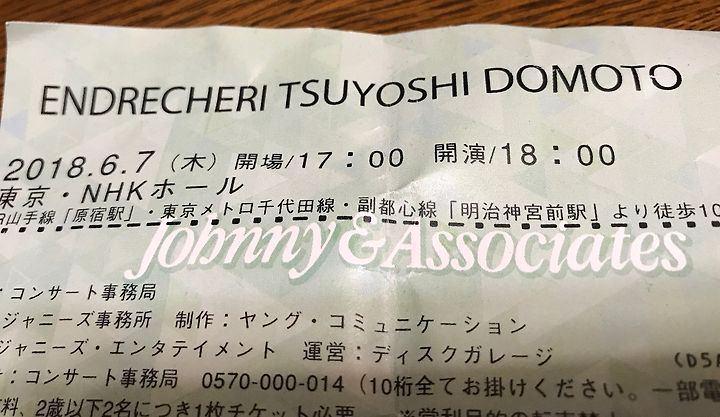 ENDRECHERI TSUYOSHI DOMOTO
2018.6.7（木）開場/17：00 開演/18：00
東京・NHKホール
山手線「原宿駅」・東京メトロ千代田線・副都心線「明治神宮前駅」より徒歩10
Johnny&Associates
：コンサート事務局
ジャニーズ事務所 制作：ヤング・コミュニケーション
ジャニーズ・エンタテイメント 運営：ディスクガレージ
：コンサート事務局 0570-000-014（10桁全てお掛けください。一部電
料、2歳以下2名につき1枚チケット必要